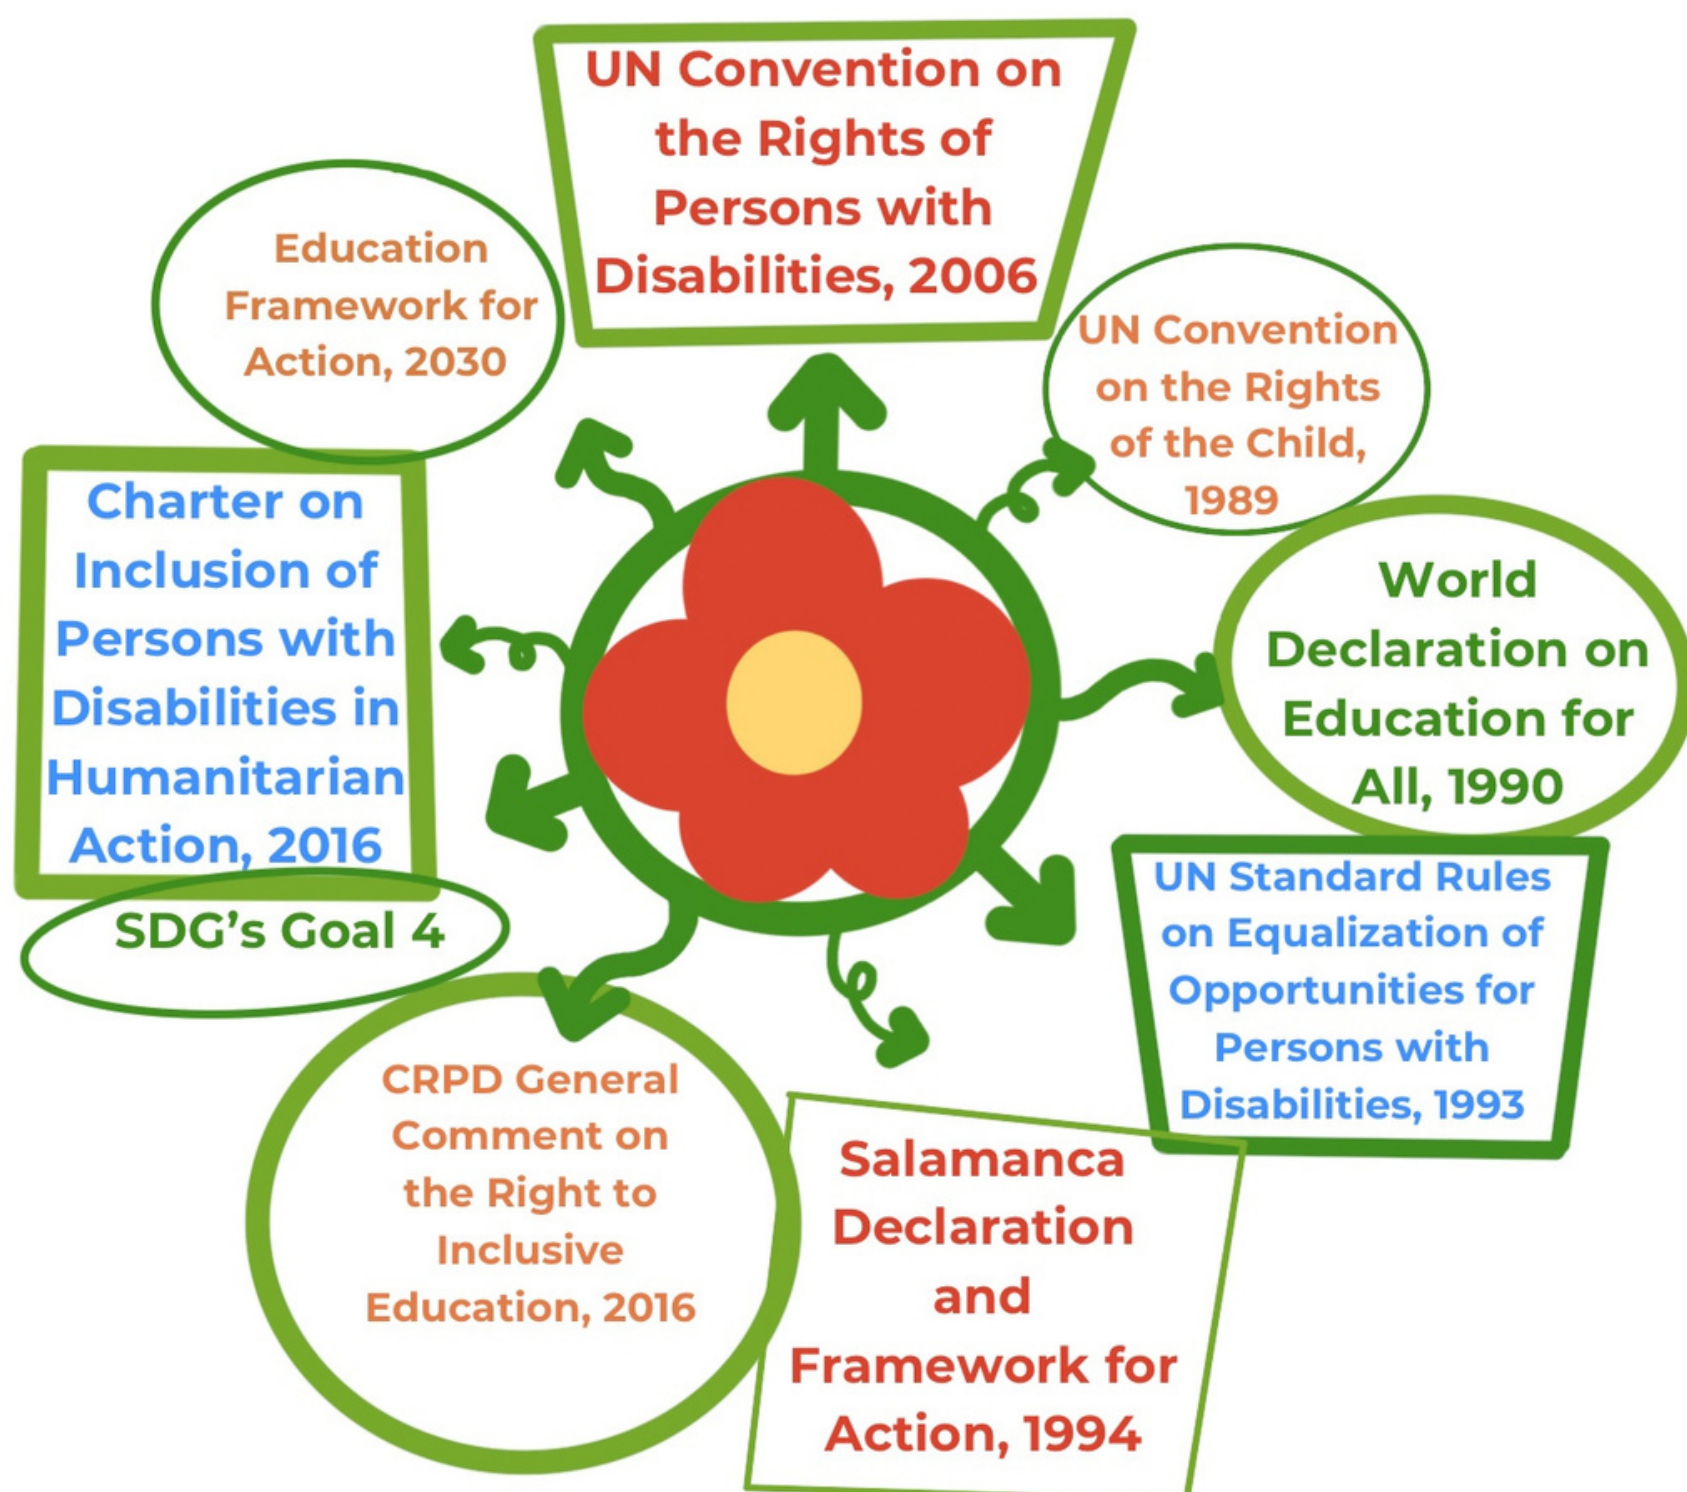 UN Convention on
the Rights of
Persons with
Disabilities, 2006
Education
Framework for
Action, 2030
UN Convention
on the Rights
of the Child,
1989
Charter on
Inclusion of
Persons with
Disabilities in
Humanitarian
Action, 2016
World
Declaration on
Education for
All, 1990
UN Standard Rules
on Equalization of
Opportunities for
Persons with
Disabilities, 1993
SDG’s Goal 4
CRPD General
Comment on
the Right to
Inclusive
Education, 2016
Salamanca
Declaration
and
Framework for
Action, 1994